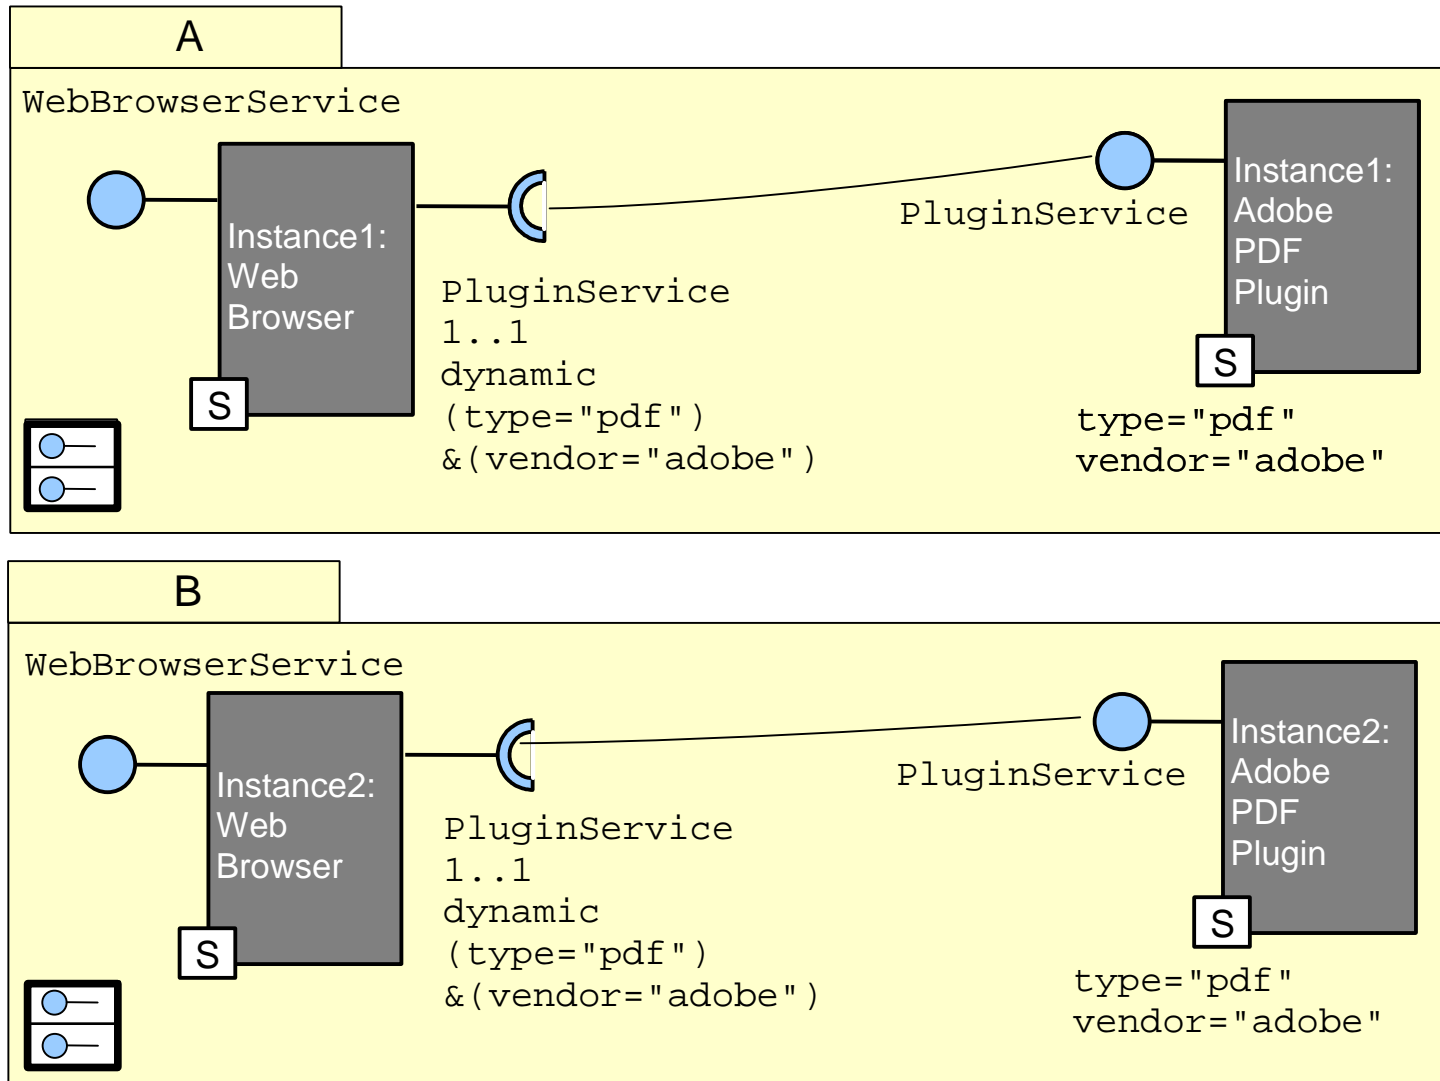 A
WebBrowserService
Instance1:
Web
Browser
S
PluginService
1..1
dynamic
(type="pdf")
&(vendor="adobe")
PluginService
Instance1:
Adobe
PDF
Plugin
S
type="pdf"
vendor="adobe"
B
WebBrowserService
Instance2:
Web
Browser
S
PluginService
1..1
dynamic
(type="pdf")
&(vendor="adobe")
PluginService
Instance2:
Adobe
PDF
Plugin
S
type="pdf"
vendor="adobe"